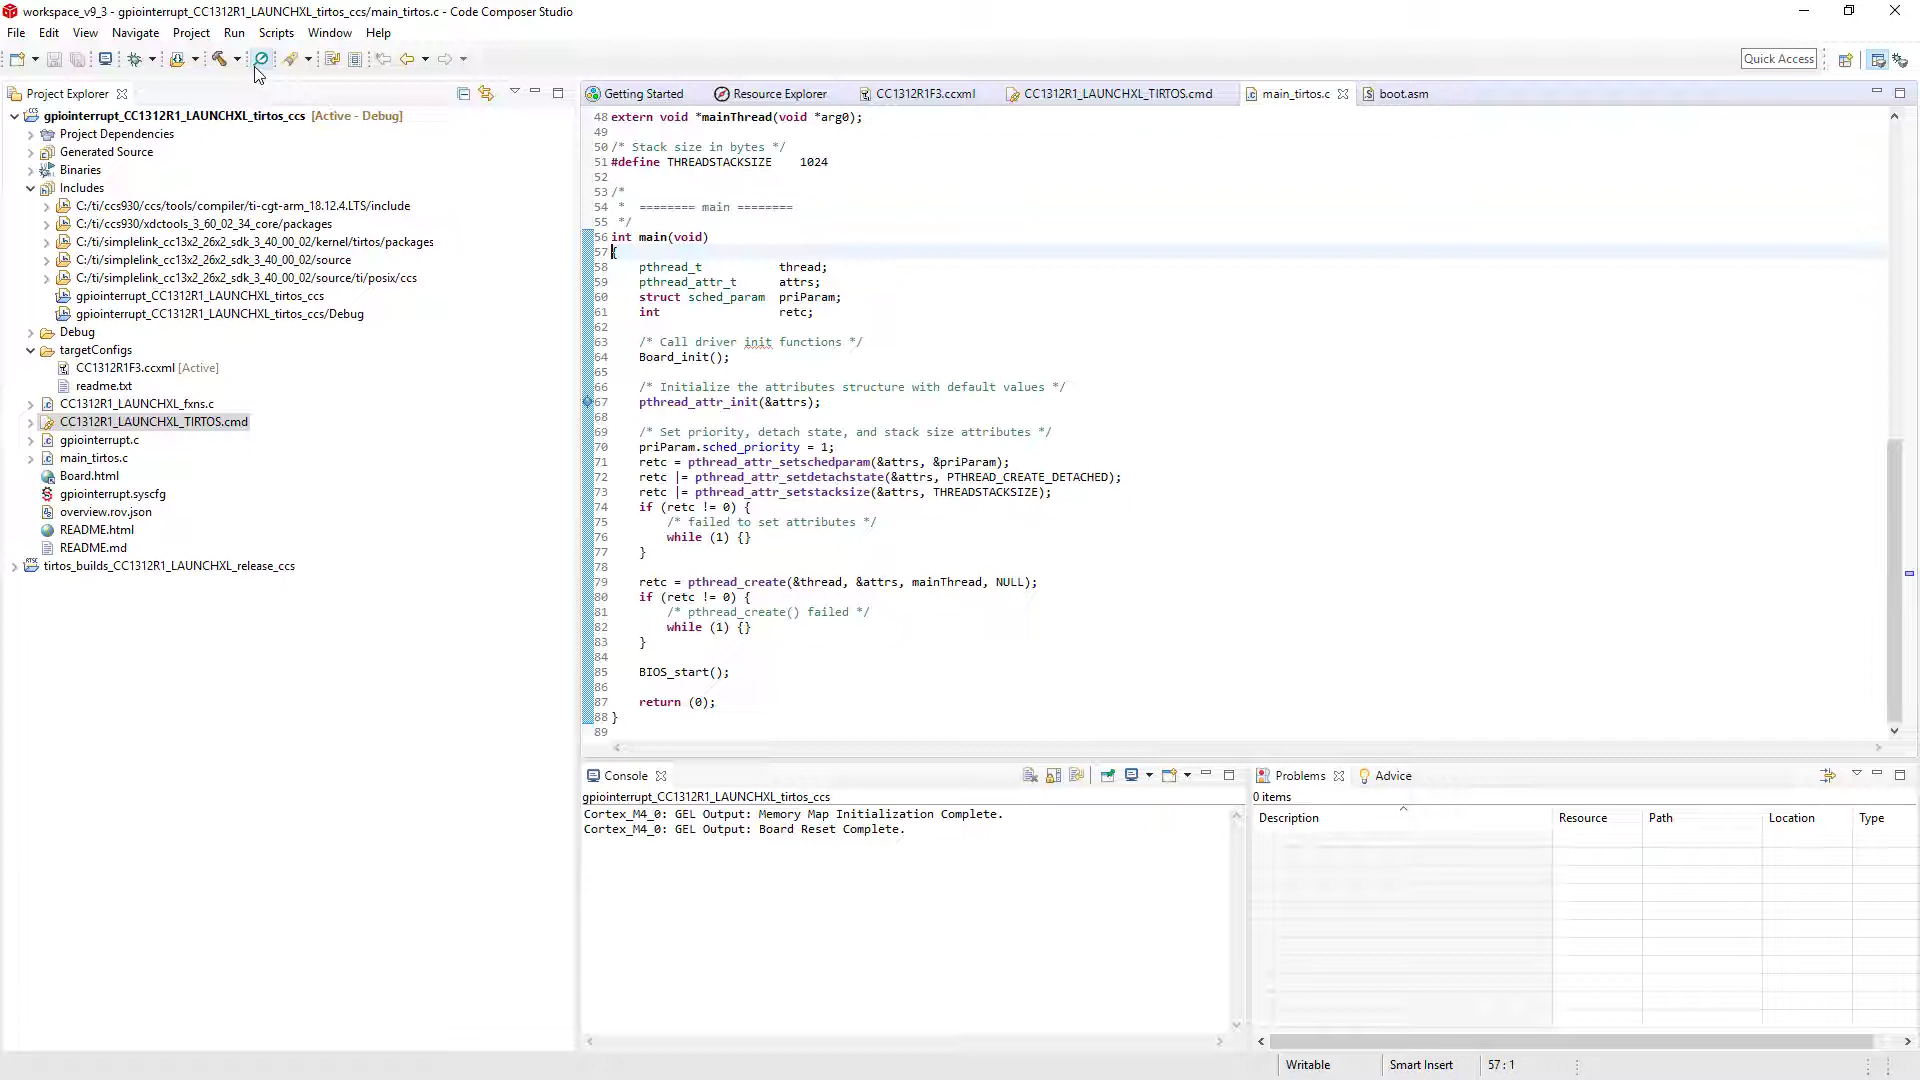 workspace_v9_3 - gpiointerrupt_CC1312R1_LAUNCHXL_tirtos_ccs/main_tirtos.c - Code Composer Studio
File Edit View Navigate Project Run Scripts Window Help
Quick Access
Project Explorer
gpiointerrupt_CC1312R1_LAUNCHXL_tirtos_ccs [Active - Debug]
Project Dependencies
Generated Source
Binaries
Includes
C:/ti/ccs930/ccs/tools/compiler/ti-cgt-arm_18.12.4.LTS/include
C:/ti/ccs930/xdctools_3_60_02_34_core/packages
C:/ti/simplelink_cc13x2_26x2_sdk_3_40_00_02/kernel/tirtos/packages
C:/ti/simplelink_cc13x2_26x2_sdk_3_40_00_02/source
C:/ti/simplelink_cc13x2_26x2_sdk_3_40_00_02/source/ti/posix/ccs
gpiointerrupt_CC1312R1_LAUNCHXL_tirtos_ccs
gpiointerrupt_CC1312R1_LAUNCHXL_tirtos_ccs/Debug
Debug
targetConfigs
CC1312R1F3.ccxml [Active]
readme.txt
CC1312R1_LAUNCHXL_fxns.c
CC1312R1_LAUNCHXL_TIRTOS.cmd
gpiointerrupt.c
main_tirtos.c
Board.html
gpiointerrupt.syscfg
overview.rov.json
README.html
README.md
tirtos_builds_CC1312R1_LAUNCHXL_release_ccs
Getting Started Resource Explorer CC1312R1F3.ccxml CC1312R1_LAUNCHXL_TIRTOS.cmd main_tirtos.c boot.asm
48 extern void *mainThread(void *arg0);
49
50 /* Stack size in bytes */
51 #define THREADSTACKSIZE    1024
52
53 /*
54  *  ======== main ========
55  */
56 int main(void)
57 {
58     pthread_t           thread;
59     pthread_attr_t      attrs;
60     struct sched_param  priParam;
61     int                 retc;
62
63     /* Call driver init functions */
64     Board_init();
65
66     /* Initialize the attributes structure with default values */
67     pthread_attr_init(&attrs);
68
69     /* Set priority, detach state, and stack size attributes */
70     priParam.sched_priority = 1;
71     retc = pthread_attr_setschedparam(&attrs, &priParam);
72     retc |= pthread_attr_setdetachstate(&attrs, PTHREAD_CREATE_DETACHED);
73     retc |= pthread_attr_setstacksize(&attrs, THREADSTACKSIZE);
74     if (retc != 0) {
75         /* failed to set attributes */
76         while (1) {}
77     }
78
79     retc = pthread_create(&thread, &attrs, mainThread, NULL);
80     if (retc != 0) {
81         /* pthread_create() failed */
82         while (1) {}
83     }
84
85     BIOS_start();
86
87     return (0);
88 }
89
Console
gpiointerrupt_CC1312R1_LAUNCHXL_tirtos_ccs
Cortex_M4_0: GEL Output: Memory Map Initialization Complete.
Cortex_M4_0: GEL Output: Board Reset Complete.
Problems Advice
0 items
Description Resource Path Location Type
Writable Smart Insert 57 : 1